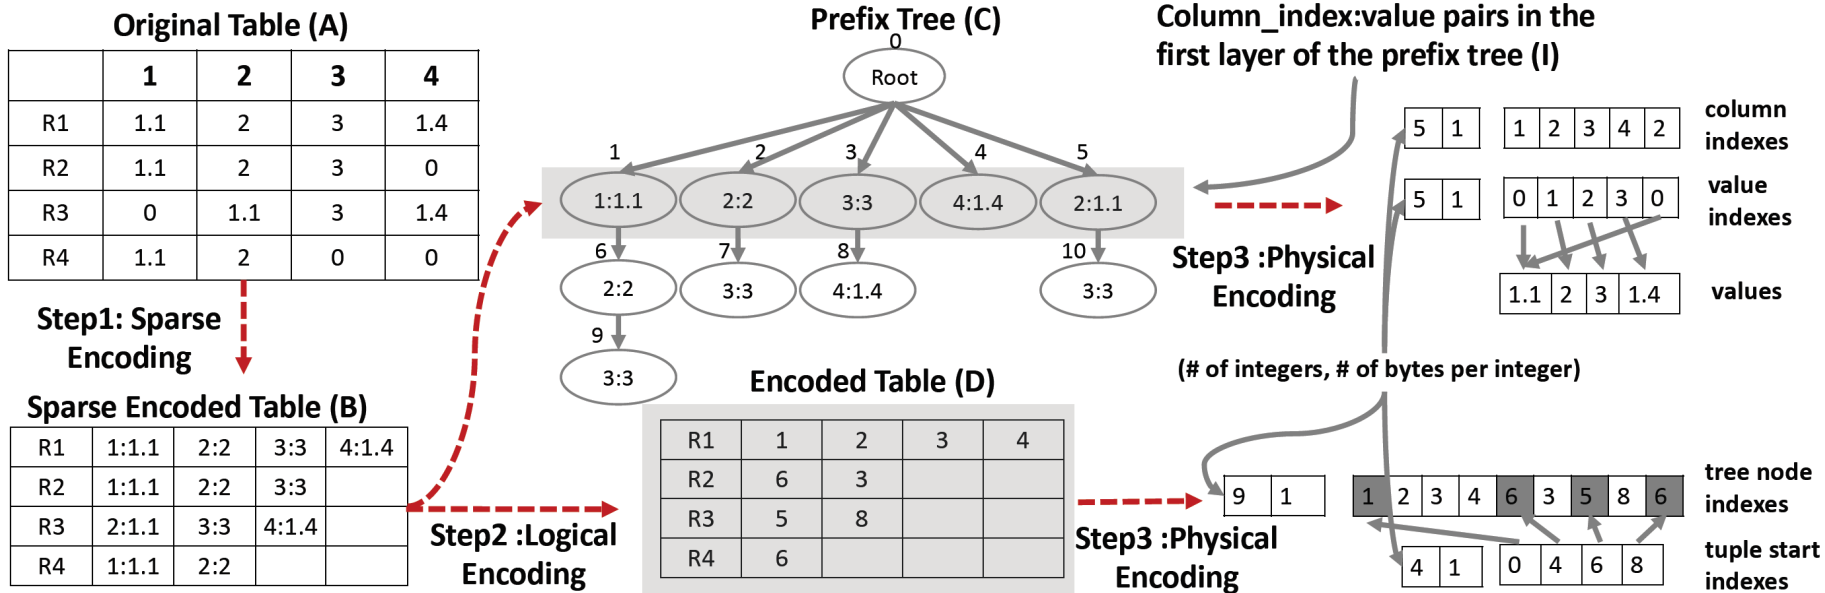 Original Table (A)
1 2 3 4
R1 1.1 2 3 1.4
R2 1.1 2 3 0
R3 0 1.1 3 1.4
R4 1.1 2 0 0
Step1: Sparse
Encoding
Sparse Encoded Table (B)
R1 1:1.1 2:2 3:3 4:1.4
R2 1:1.1 2:2 3:3
R3 2:1.1 3:3 4:1.4
R4 1:1.1 2:2
Prefix Tree (C)
0
Root
1 2 3 4 5
1:1.1 2:2 3:3 4:1.4 2:1.1
6 7 8 10
2:2 3:3 4:1.4 3:3
9
3:3
Step2 :Logical
Encoding
Encoded Table (D)
R1 1 2 3 4
R2 6 3
R3 5 8
R4 6
Column_index:value pairs in the
first layer of the prefix tree (I)
5 1 1 2 3 4 2
column
indexes
5 1 0 1 2 3 0
value
indexes
Step3 :Physical
Encoding
1.1 2 3 1.4
values
(# of integers, # of bytes per integer)
9 1 1 2 3 4 6 3 5 8 6
tree node
indexes
Step3 :Physical
Encoding
4 1 0 4 6 8
tuple start
indexes